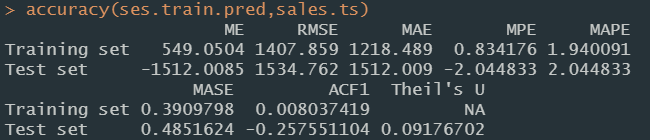 > accuracy(ses.train.pred,sales.ts)
ME RMSE MAE MPE MAPE
Training set 549.0504 1407.859 1218.489 0.834176 1.940091
Test set -1512.0085 1534.762 1512.009 -2.044833 2.044833
MASE ACF1 Theil's U
Training set 0.3909798 0.008037419 NA
Test set 0.4851624 -0.257551104 0.09176702